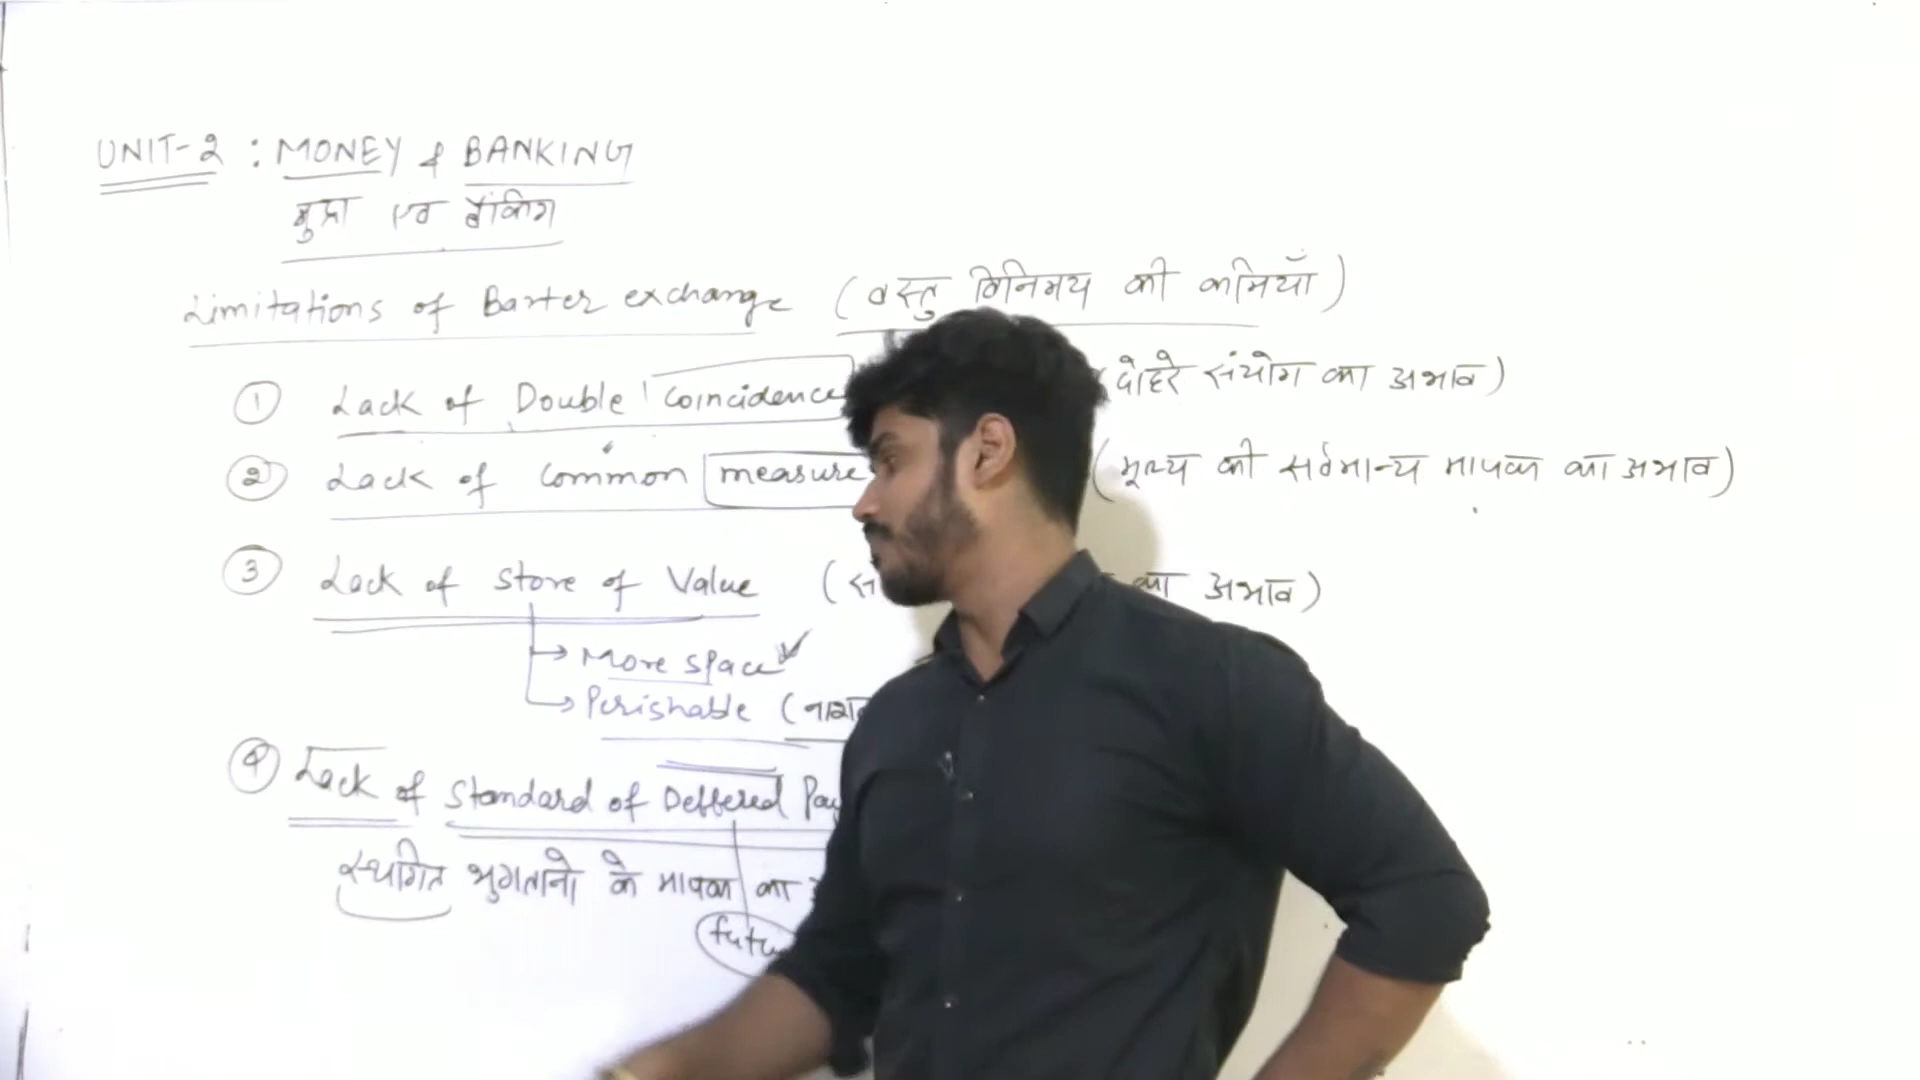 UNIT-2 : MONEY & BANKING
मुद्रा एवं बैंकिंग
Limitations of Barter exchange (वस्तु विनिमय की कमियाँ)
① Lack of Double Coincidence (दोहरे संयोग का अभाव)
② Lack of Common measure (मूल्य की सर्वमान्य मापक का अभाव)
③ Lack of Store of Value ( का अभाव)
→ More space
→ Perishable (
④ Lack of Standard of Deffered
स्थगित भुगतानो के मापक का